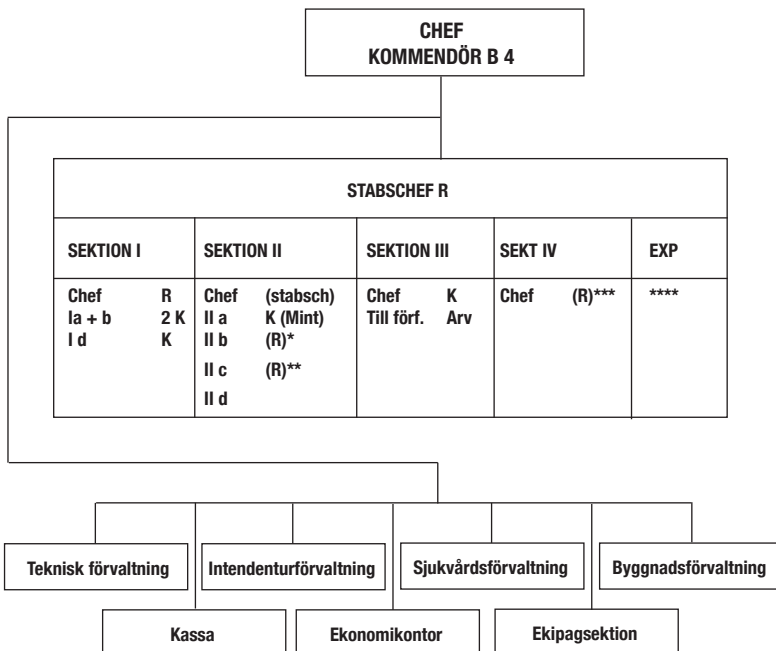 CHEF
KOMMENDÖR B 4
STABSCHEF R
SEKTION I SEKTION II SEKTION III SEKT IV EXP
Chef R Chef (stabsch) Chef K Chef (R)*** ****
Ia + b 2 K II a K (Mint) Till förf. Arv
I d K II b (R)*
II c (R)**
II d
Teknisk förvaltning Intendenturförvaltning Sjukvårdsförvaltning Byggnadsförvaltning
Kassa Ekonomikontor Ekipagsektion